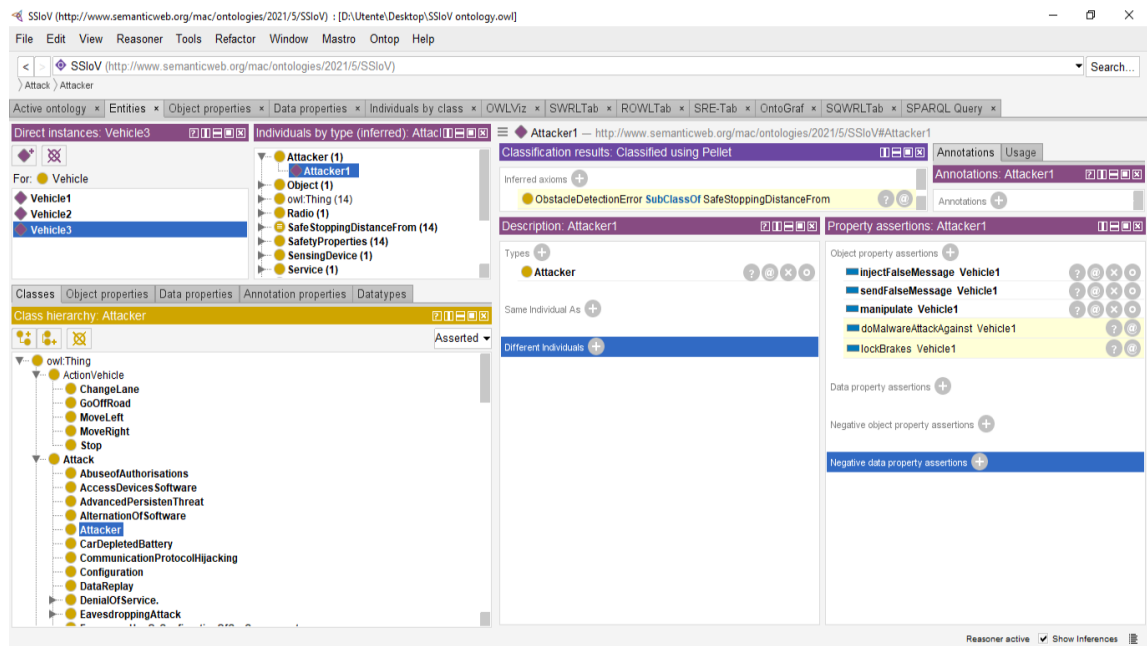 SSIoV (http://www.semanticweb.org/mac/ontologies/2021/5/SSIoV) : [D:\Utente\Desktop\SSIoV ontology.owl]
File Edit View Reasoner Tools Refactor Window Mastro Ontop Help
< > SSIoV (http://www.semanticweb.org/mac/ontologies/2021/5/SSIoV) Search...
Attack Attacker
Active ontology × Entities × Object properties × Data properties × Individuals by class × OWLViz × SWRLTab × ROWLTab × SRE-Tab × OntoGraf × SQWRLTab × SPARQL Query ×
Direct instances: Vehicle3
For: Vehicle
Vehicle1
Vehicle2
Vehicle3
Individuals by type (inferred): Attacl
Attacker (1)
Attacker1
Object (1)
owl:Thing (14)
Radio (1)
SafeStoppingDistanceFrom (14)
SafetyProperties (14)
SensingDevice (1)
Service (1)
Classes Object properties Data properties Annotation properties Datatypes
Class hierarchy: Attacker
Asserted
owl:Thing
ActionVehicle
ChangeLane
GoOffRoad
MoveLeft
MoveRight
Stop
Attack
AbuseofAuthorisations
AccessDevicesSoftware
AdvancedPersistenThreat
AlternationOfSoftware
Attacker
CarDepletedBattery
CommunicationProtocolHijacking
Configuration
DataReplay
DenialOfService.
EavesdroppingAttack
Attacker1 — http://www.semanticweb.org/mac/ontologies/2021/5/SSIoV#Attacker1
Classification results: Classified using Pellet
Inferred axioms
ObstacleDetectionError SubClassOf SafeStoppingDistanceFrom
Annotations Usage
Annotations: Attacker1
Annotations
Description: Attacker1
Types
Attacker
Same Individual As
Different Individuals
Property assertions: Attacker1
Object property assertions
injectFalseMessage Vehicle1
sendFalseMessage Vehicle1
manipulate Vehicle1
doMalwareAttackAgainst Vehicle1
lockBrakes Vehicle1
Data property assertions
Negative object property assertions
Negative data property assertions
Reasoner active Show Inferences